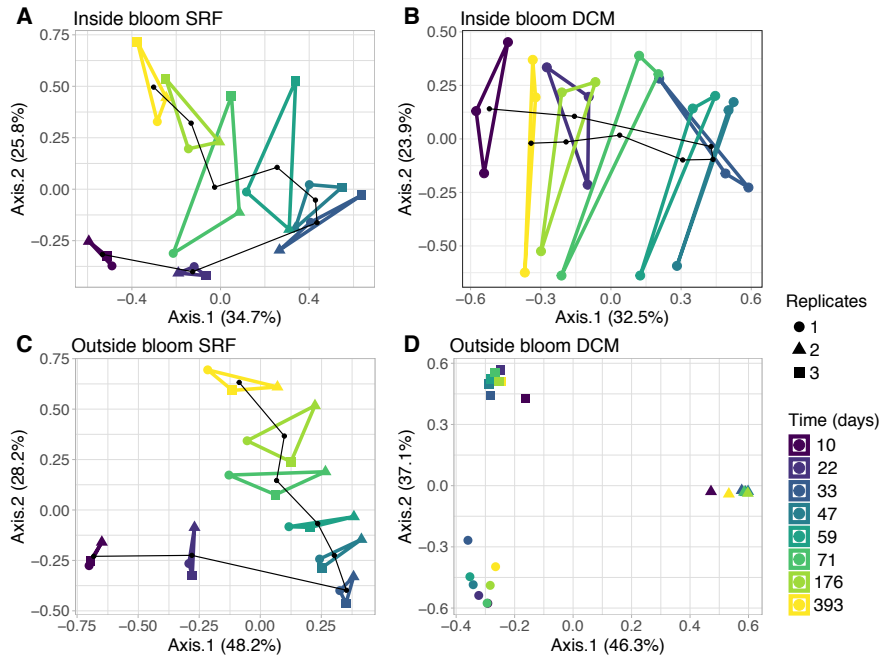 A Inside bloom SRF
0.75
0.50
0.25
0.00
−0.25
Axis.2 (25.8%)
−0.4 0.0 0.4
Axis.1 (34.7%)
B Inside bloom DCM
0.50
0.25
0.00
−0.25
−0.50
Axis.2 (23.9%)
−0.6 −0.3 0.0 0.3 0.6
Axis.1 (32.5%)
C Outside bloom SRF
0.75
0.50
0.25
0.00
−0.25
−0.50
Axis.2 (28.2%)
−0.75 −0.50 −0.25 0.00 0.25
Axis.1 (48.2%)
D Outside bloom DCM
0.6
0.3
0.0
−0.3
−0.6
Axis.2 (37.1%)
−0.4 −0.2 0.0 0.2 0.4 0.6
Axis.1 (46.3%)
Replicates
1
2
3
Time (days)
10
22
33
47
59
71
176
393